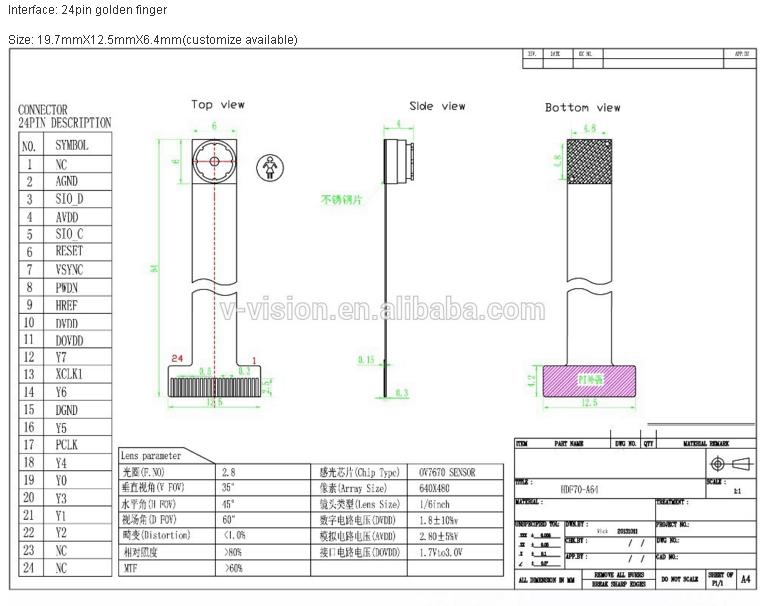 Interface: 24pin golden finger
Size: 19.7mmX12.5mmX6.4mm(customize available)
DATE
APP.BY
CONNECTOR
24PIN DESCRIPTION
NO. SYMBOL
1 NC
2 AGND
3 SIO_D
4 AVDD
5 SIO_C
6 RESET
7 VSYNC
8 PWDN
9 HREF
10 DVDD
11 DOVDD
12 Y7
13 XCLK1
14 Y6
15 DGND
16 Y5
17 PCLK
18 Y4
19 Y0
20 Y3
21 Y1
22 Y2
23 NC
24 NC
Top view
6
6
24
1
0.3
12.5
2.5
Side view
4
不锈钢片
0.15
0.3
Bottom view
4.8
4.8
4.2
12.5
v-vision.en.alibaba.com
Lens parameter
光圈(F.NO) 2.8
垂直视角(V FOV) 35°
水平角(H FOV) 45°
视场角(D FOV) 60°
畸变(Distortion) <1.0%
相对照度 >80%
MTF >60%
感光芯片(Chip Type) OV7670 SENSOR
像素(Array Size) 640X480
镜头类型(Lens Size) 1/6inch
数字电路电压(DVDD) 1.8±10%v
模拟电路电压(AVDD) 2.80±5%V
接口电路电压(DOVDD) 1.7Vto3.0V
ITEM PART NAME DWG NO. QTY MATERIAL REMARK
TITLE:
HDF70-A64
SCALE:
1:1
MATERIAL:
TREATMENT:
UNSPECIFIED TOL:
DWN.BY:
PROJECT NO.:
CHK.BY: / /
DWG NO.:
APP.BY: / /
CAD NO.:
ALL DIMENSION IN MM
REMOVE ALL BURRS
BREAK SHARP EDGES
DO NOT SCALE
SHEET OF
P1/1
A4